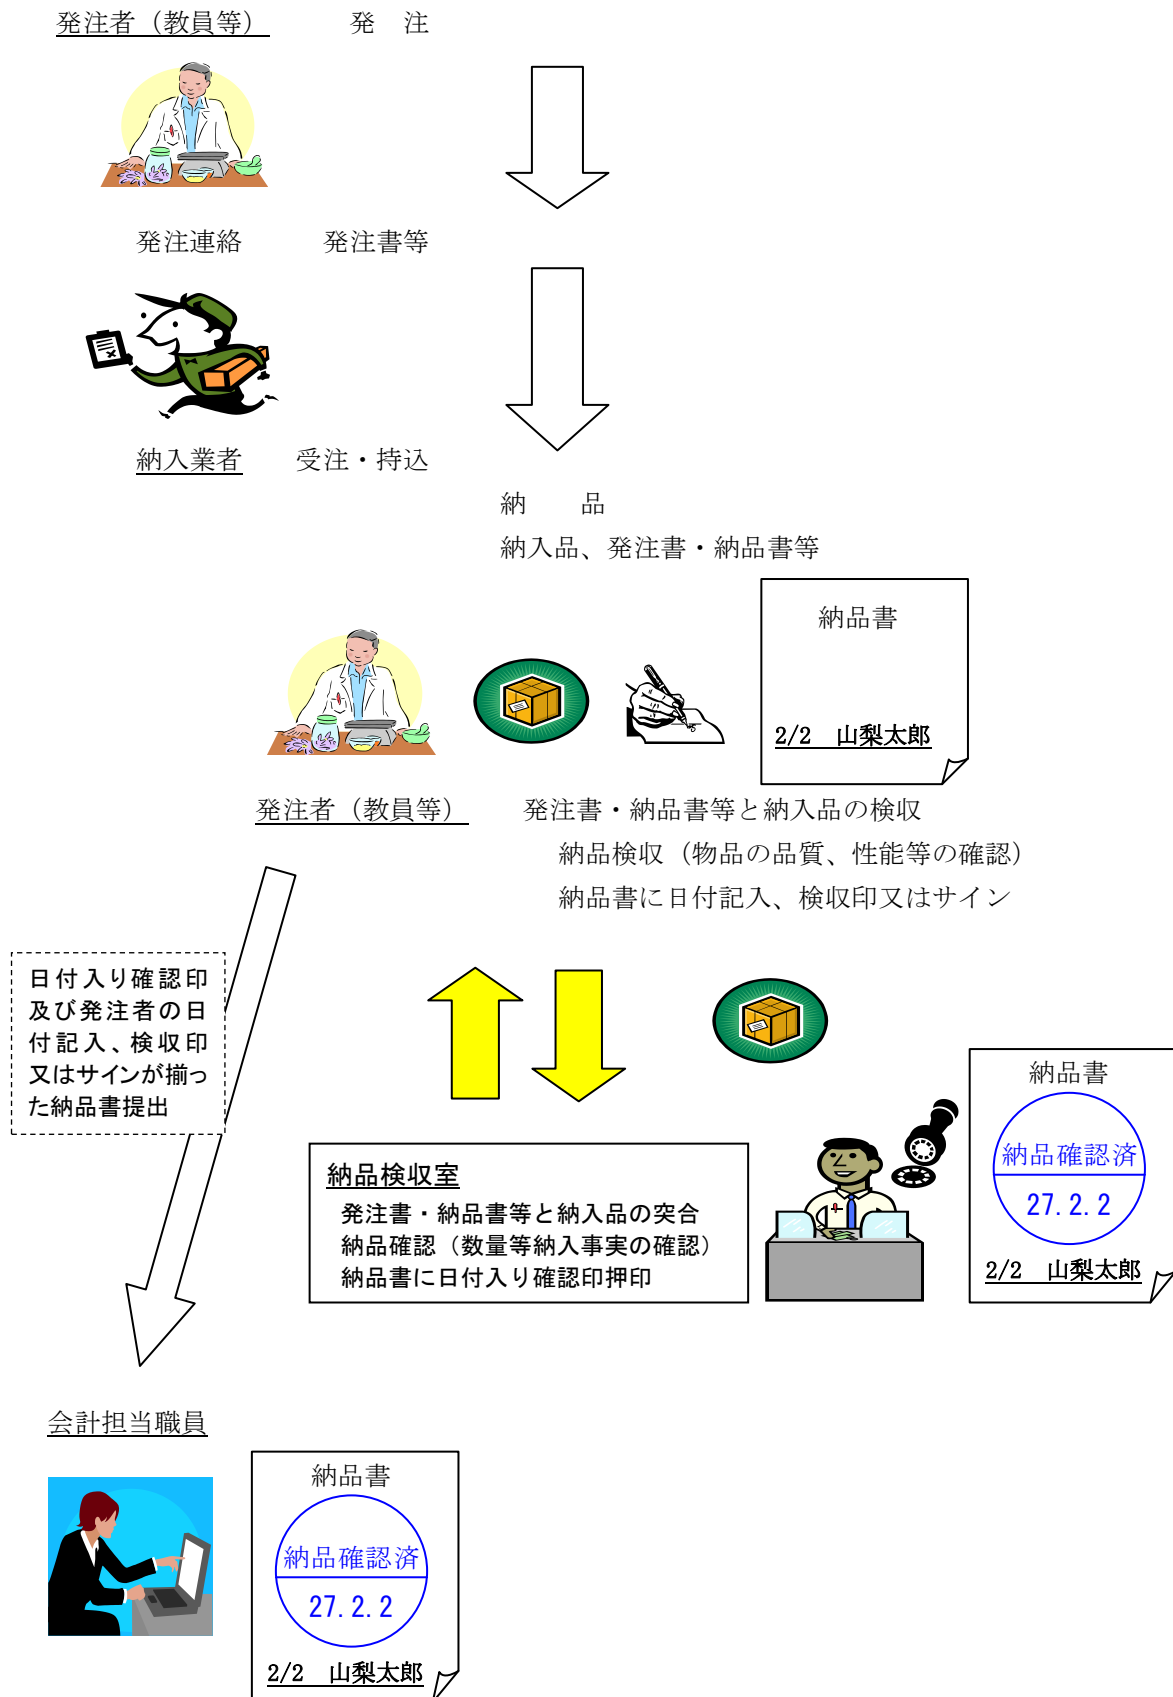 発注者（教員等）　発　注
発注連絡　発注書等
納入業者　受注・持込
納　品
納入品、発注書・納品書等
納品書
2/2　山梨太郎
発注者（教員等）　発注書・納品書等と納入品の検収
納品検収（物品の品質、性能等の確認）
納品書に日付記入、検収印又はサイン
日付入り確認印
及び発注者の日
付記入、検収印
又はサインが揃っ
た納品書提出
納品検収室
発注書・納品書等と納入品の突合
納品確認（数量等納入事実の確認）
納品書に日付入り確認印押印
納品書
納品確認済
27.2.2
2/2　山梨太郎
会計担当職員
納品書
納品確認済
27.2.2
2/2　山梨太郎